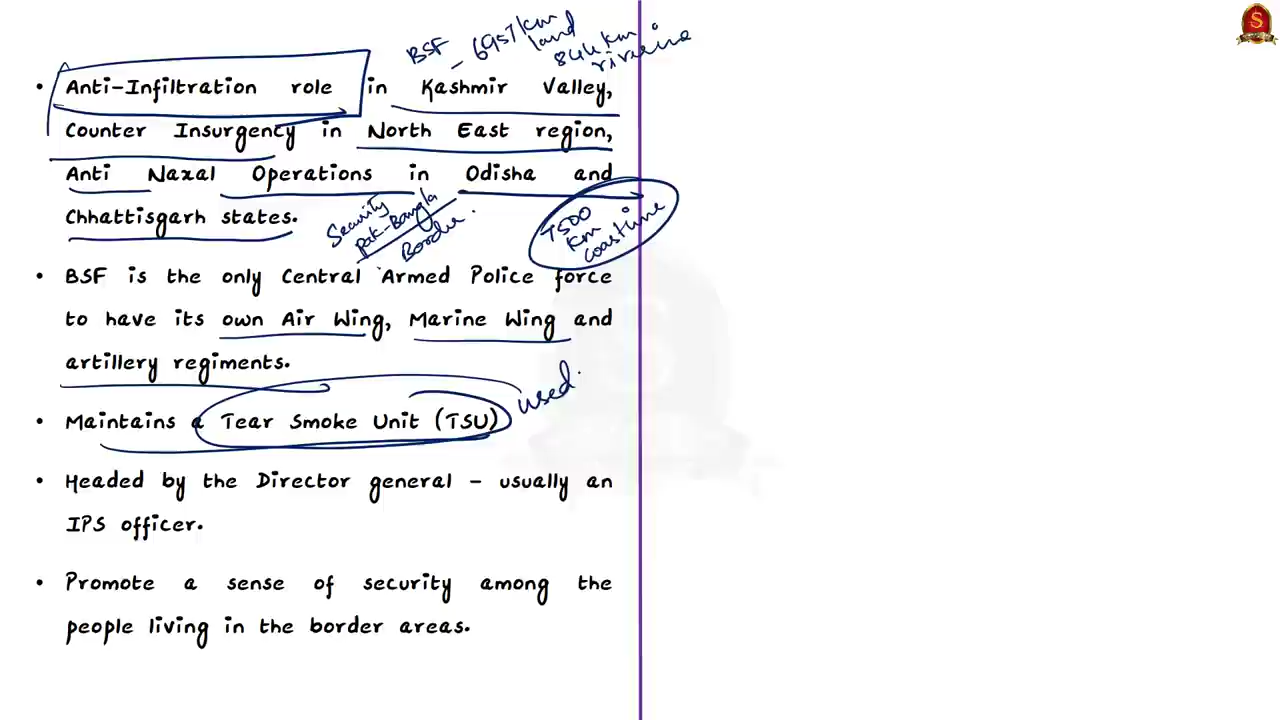 BSF - 6957 km
land
844 km
riverine
• Anti-Infiltration role in Kashmir Valley,
Counter Insurgency in North East region,
Anti Naxal Operations in Odisha and
Chhattisgarh states.
Security
Pak-Bangla
Border.
7500
km
coastline
• BSF is the only Central Armed Police force
to have its own Air Wing, Marine Wing and
artillery regiments.
used.
• Maintains a Tear Smoke Unit (TSU)
• Headed by the Director general - usually an
IPS officer.
• Promote a sense of security among the
people living in the border areas.